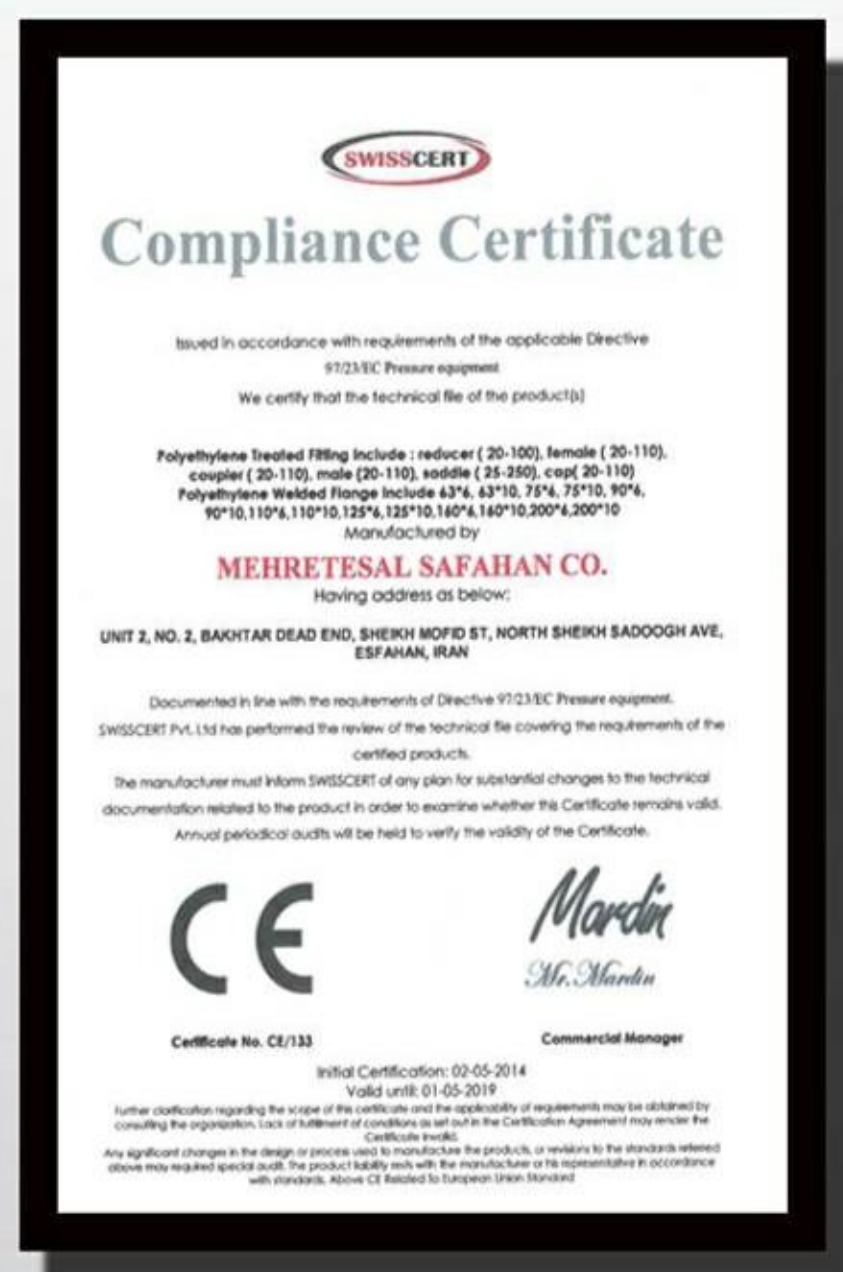 SWISSCERT
Compliance Certificate
Issued in accordance with requirements of the applicable Directive
97/23/EC Pressure equipment
We certify that the technical file of the product(s)
Polyethylene Treated Fitting Include : reducer ( 20-100), female ( 20-110),
coupler ( 20-110), male (20-110), saddle ( 25-250), cap( 20-110)
Polyethylene Welded Flange Include 63*6, 63*10, 75*6, 75*10, 90*6,
90*10,110*6,110*10,125*6,125*10,160*6,160*10,200*6,200*10
Manufactured by
MEHRETESAL SAFAHAN CO.
Having address as below:
UNIT 2, NO. 2, BAKHTAR DEAD END, SHEIKH MOFID ST, NORTH SHEIKH SADOOGH AVE,
ESFAHAN, IRAN
Documented in line with the requirements of Directive 97/23/EC Pressure equipment.
SWISSCERT Pvt. Ltd has performed the review of the technical file covering the requirements of the
certified products.
The manufacturer must inform SWISSCERT of any plan for substantial changes to the technical
documentation related to the product in order to examine whether this Certificate remains valid.
Annual periodical audits will be held to verify the validity of the Certificate.
CE
Mardin
Mr. Mardin
Certificate No. CE/133
Commercial Manager
Initial Certification: 02-05-2014
Valid until: 01-05-2019
Further clarification regarding the scope of this certificate and the applicability of requirements may be obtained by
consulting the organization. Lack of fulfillment of conditions as set out in the Certification Agreement may render the
Certificate invalid.
Any significant changes in the design or process used to manufacture the products, or revisions to the standards referred
above may required special audit. The product liability rests with the manufacturer or his representative in accordance
with standards. Above CE Related to European Union Standard